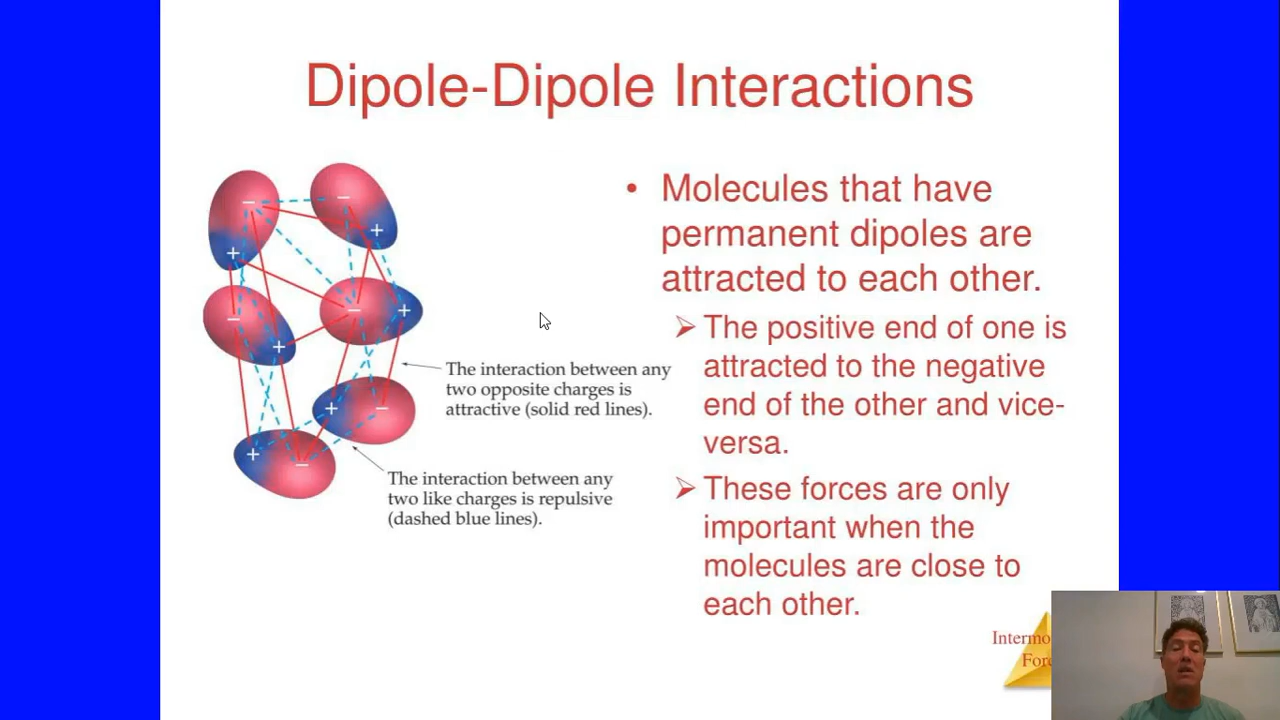 Dipole-Dipole Interactions
• Molecules that have
permanent dipoles are
attracted to each other.
➢ The positive end of one is
attracted to the negative
end of the other and vice-
versa.
➢ These forces are only
important when the
molecules are close to
each other.
The interaction between any
two opposite charges is
attractive (solid red lines).
The interaction between any
two like charges is repulsive
(dashed blue lines).